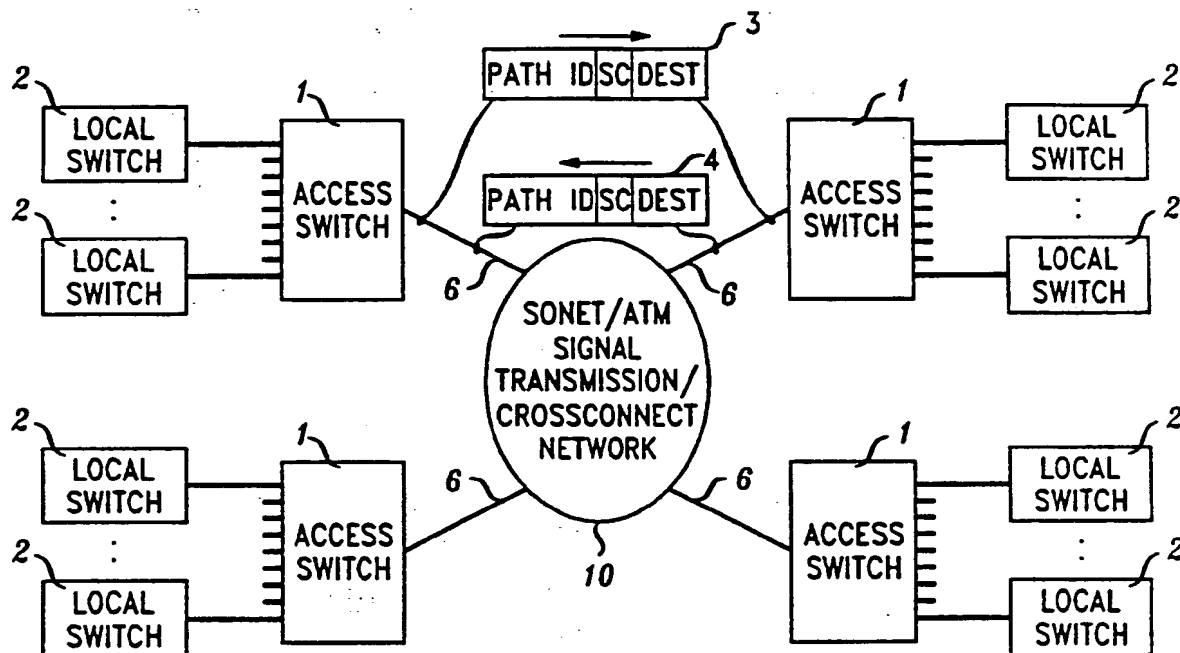 3
PATH ID SC DEST
2
LOCAL
SWITCH
1
ACCESS
SWITCH
2
LOCAL
SWITCH
4
PATH ID SC DEST
6
6
1
ACCESS
SWITCH
2
LOCAL
SWITCH
2
LOCAL
SWITCH
SONET/ATM
SIGNAL
TRANSMISSION/
CROSSCONNECT
NETWORK
10
2
LOCAL
SWITCH
1
ACCESS
SWITCH
2
LOCAL
SWITCH
6
6
1
ACCESS
SWITCH
2
LOCAL
SWITCH
2
LOCAL
SWITCH